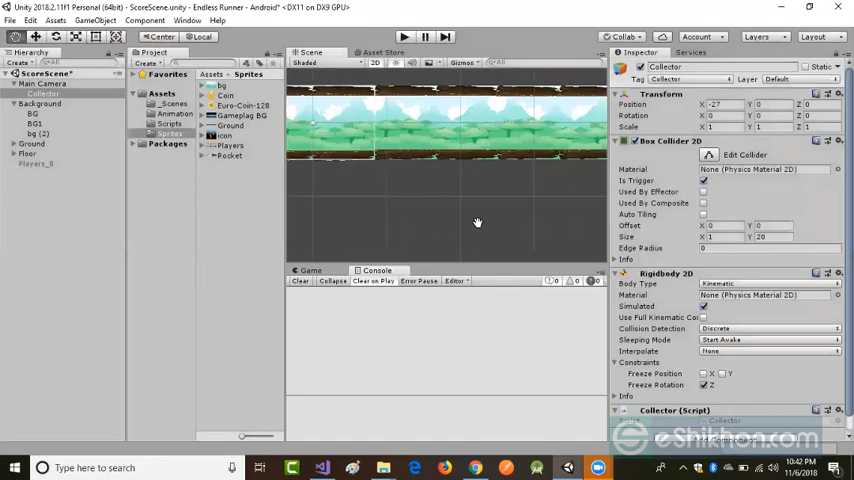 Unity 2018.2.11f1 Personal (64bit) - ScoreScene.unity - Endless Runner - Android* <DX11 on DX9 GPU>
File Edit Assets GameObject Component Window Help
Center Local Collab Account Layers Layout
Hierarchy Project Scene Asset Store Inspector Services
Create All Create Shaded 2D Gizmos All Collector Static
ScoreScene* Favorites Assets Sprites Tag Collector Layer Default
Main Camera bg Transform
Collector Assets Coin Position X -27 Y 0 Z 0
Background _Scenes Euro-Coin-128 Rotation X 0 Y 0 Z 0
BG Animation Gameplag BG Scale X 1 Y 1 Z 1
BG1 Scripts Ground
bg (2) Sprites icon Box Collider 2D
Ground Packages Players Edit Collider
Floor Rocket
Players_0 Material None (Physics Material 2D)
Is Trigger
Used By Effector
Used By Composite
Auto Tiling
Offset X 0 Y 0
Size X 1 Y 20
Edge Radius 0
Info
Game Console Rigidbody 2D
Clear Collapse Clear on Play Error Pause Editor 0 0 0 Body Type Kinematic
Material None (Physics Material 2D)
Simulated
Use Full Kinematic Con
Collision Detection Discrete
Sleeping Mode Start Awake
Interpolate None
Constraints
Freeze Position X Y
Freeze Rotation Z
Info
Collector (Script)
Script Collector
eShikhon.com
Add Component
Type here to search
10:42 PM
11/6/2018